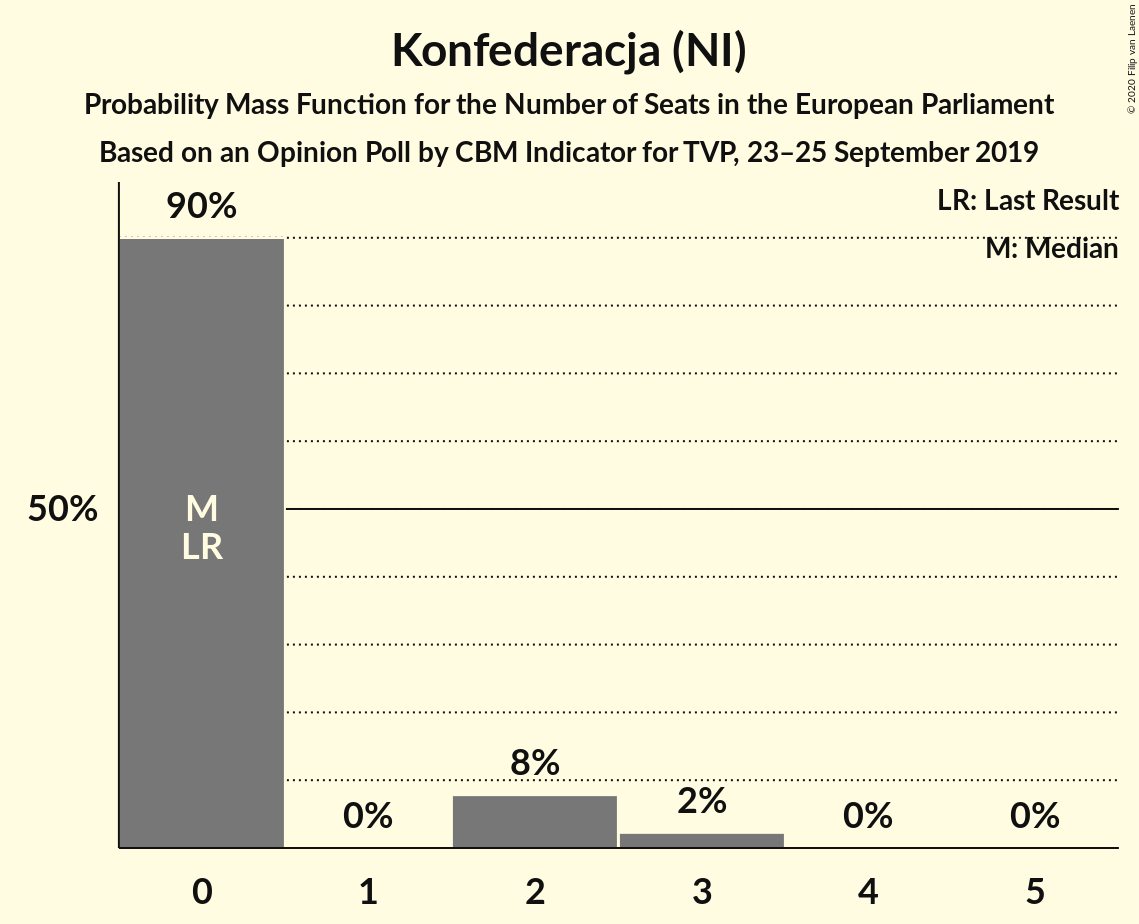 Konfederacja (NI)
Probability Mass Function for the Number of Seats in the European Parliament
Based on an Opinion Poll by CBM Indicator for TVP, 23–25 September 2019
© 2020 Filip van Laenen
LR: Last Result
M: Median
90%
50%
M
LR
0%
8%
2%
0%
0%
0 1 2 3 4 5